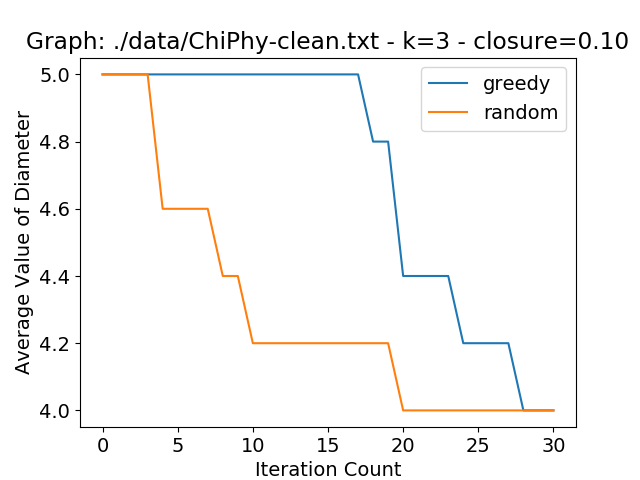 Graph: ./data/ChiPhy-clean.txt - k=3 - closure=0.10
greedy
random
Average Value of Diameter
5.0
4.8
4.6
4.4
4.2
4.0
0 5 10 15 20 25 30
Iteration Count